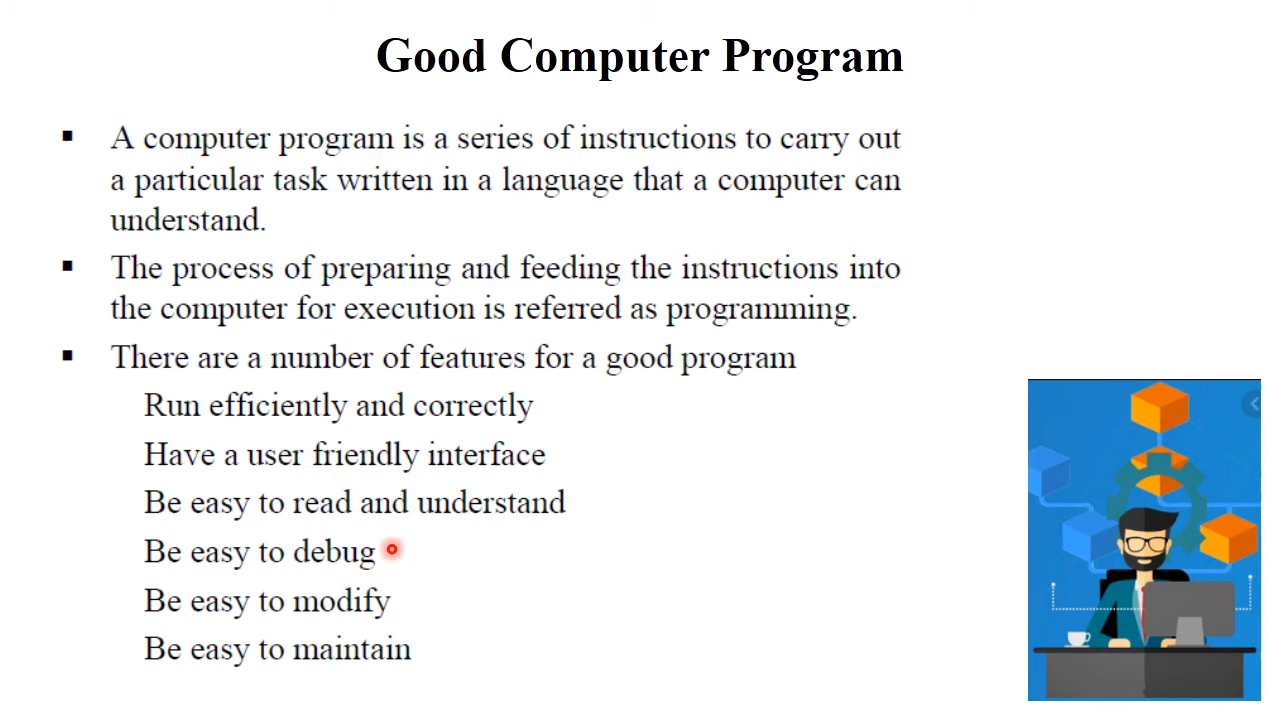 Good Computer Program
▪ A computer program is a series of instructions to carry out
a particular task written in a language that a computer can
understand.
▪ The process of preparing and feeding the instructions into
the computer for execution is referred as programming.
▪ There are a number of features for a good program
Run efficiently and correctly
Have a user friendly interface
Be easy to read and understand
Be easy to debug
Be easy to modify
Be easy to maintain